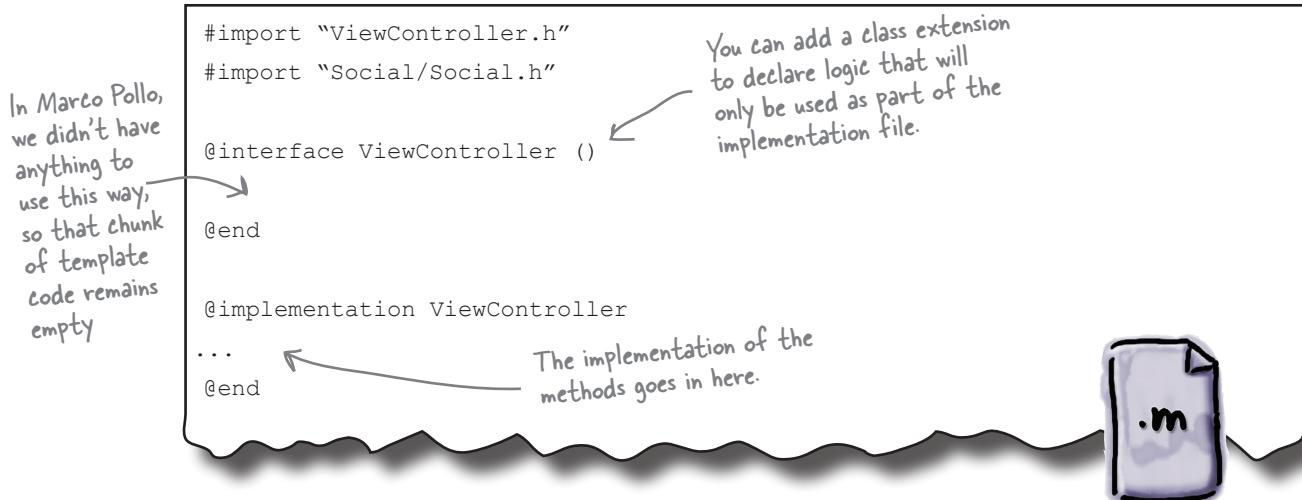 #import “ViewController.h”
#import “Social/Social.h”
You can add a class extension
to declare logic that will
only be used as part of the
implementation file.
In Marco Pollo,
we didn't have
anything to
use this way,
so that chunk
of template
code remains
empty
@interface ViewController ()
@end
@implementation ViewController
...
The implementation of the
methods goes in here.
@end
.m